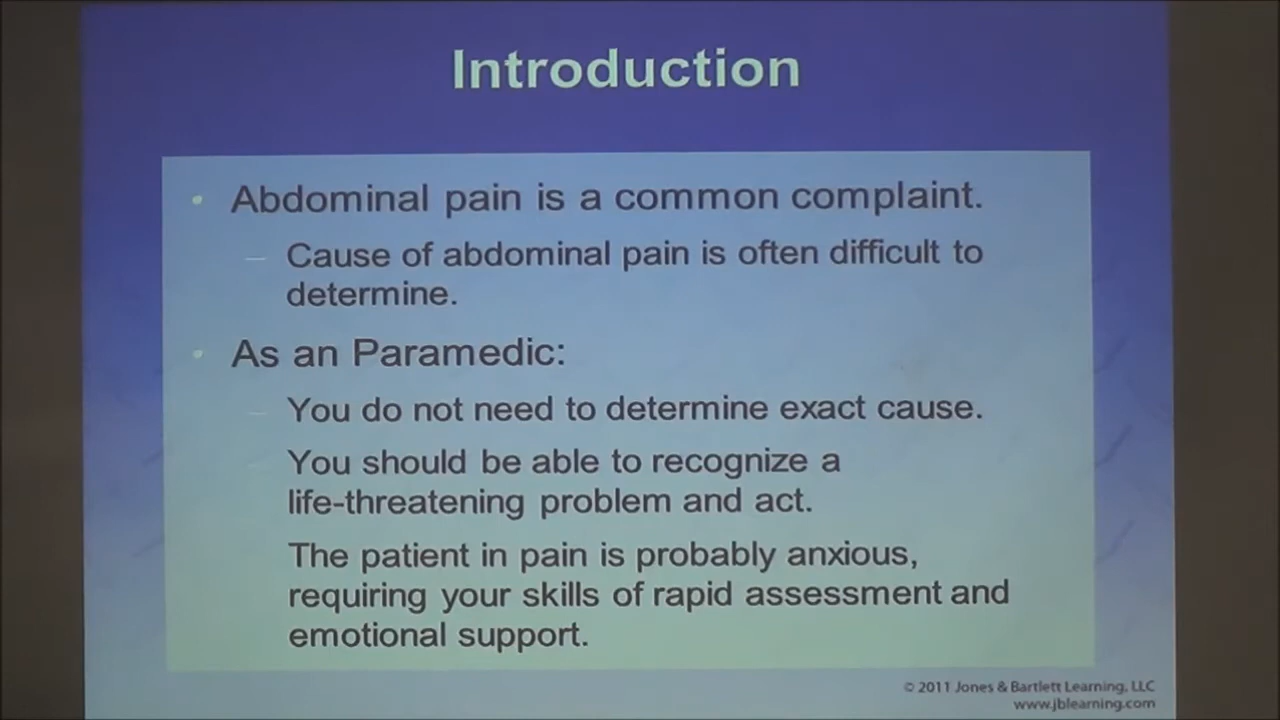 Introduction
• Abdominal pain is a common complaint.
– Cause of abdominal pain is often difficult to
determine.
• As an Paramedic:
– You do not need to determine exact cause.
– You should be able to recognize a
life-threatening problem and act.
The patient in pain is probably anxious,
requiring your skills of rapid assessment and
emotional support.
© 2011 Jones & Bartlett Learning, LLC
www.jblearning.com